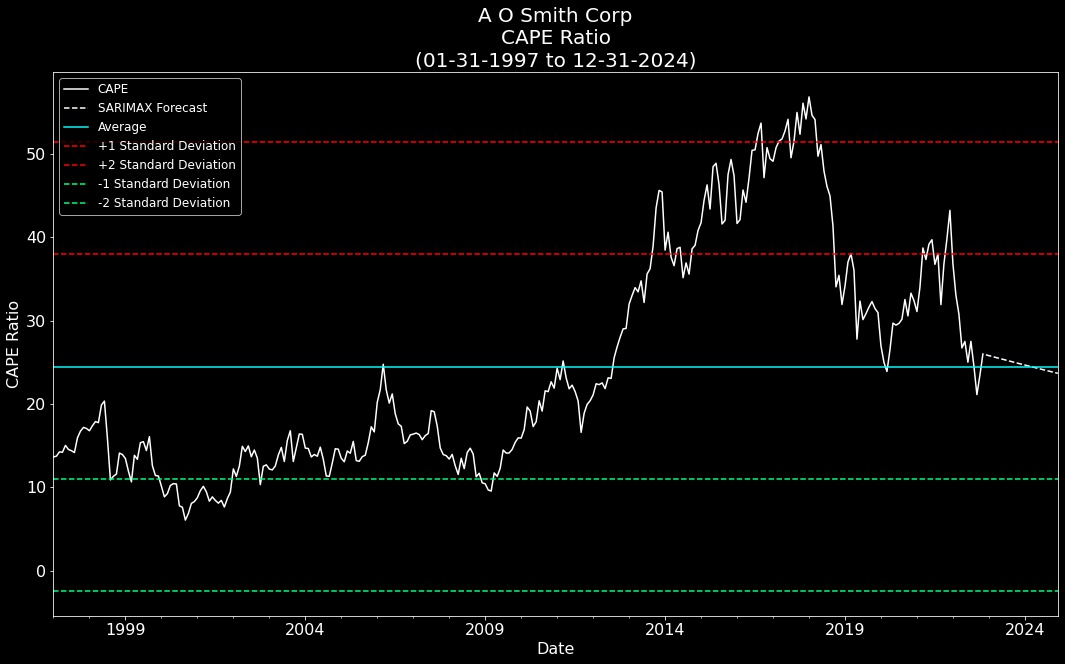 A O Smith Corp
CAPE Ratio
(01-31-1997 to 12-31-2024)
CAPE
SARIMAX Forecast
Average
+1 Standard Deviation
+2 Standard Deviation
-1 Standard Deviation
-2 Standard Deviation
CAPE Ratio
50
40
30
20
10
0
1999 2004 2009 2014 2019 2024
Date